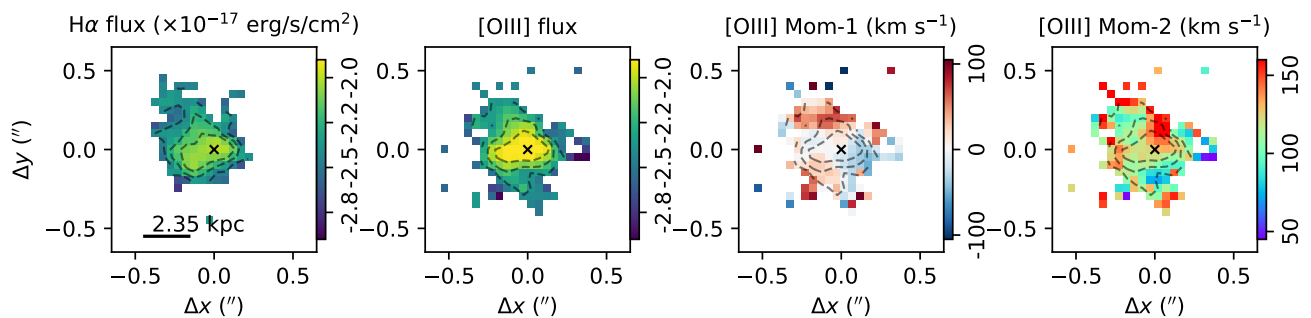 Hα flux (×10⁻¹⁷ erg/s/cm²)
[OIII] flux
[OIII] Mom-1 (km s⁻¹)
[OIII] Mom-2 (km s⁻¹)
Δy (″)
0.5
0.0
−0.5
2.35 kpc
−0.5 0.0 0.5
Δx (″)
-2.0
-2.2
-2.5
-2.8
0.5
0.0
−0.5
−0.5 0.0 0.5
Δx (″)
-2.0
-2.2
-2.5
-2.8
0.5
0.0
−0.5
−0.5 0.0 0.5
Δx (″)
100
0
-100
0.5
0.0
−0.5
−0.5 0.0 0.5
Δx (″)
150
100
50